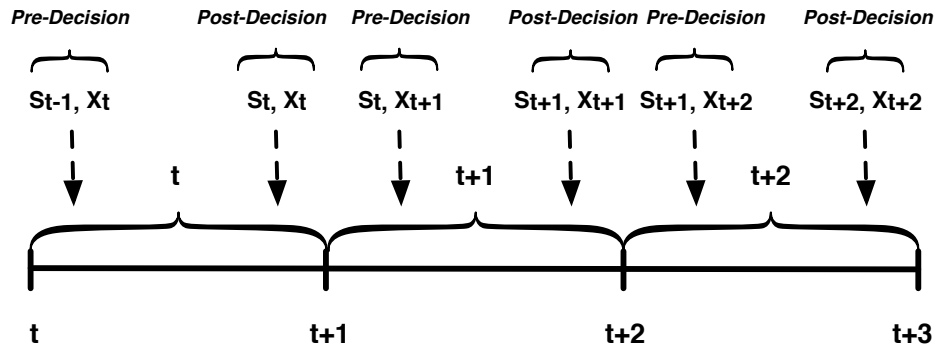 Pre-Decision Post-Decision Pre-Decision Post-Decision Pre-Decision Post-Decision
St-1, Xt St, Xt St, Xt+1 St+1, Xt+1 St+1, Xt+2 St+2, Xt+2
t t+1 t+2
t t+1 t+2 t+3